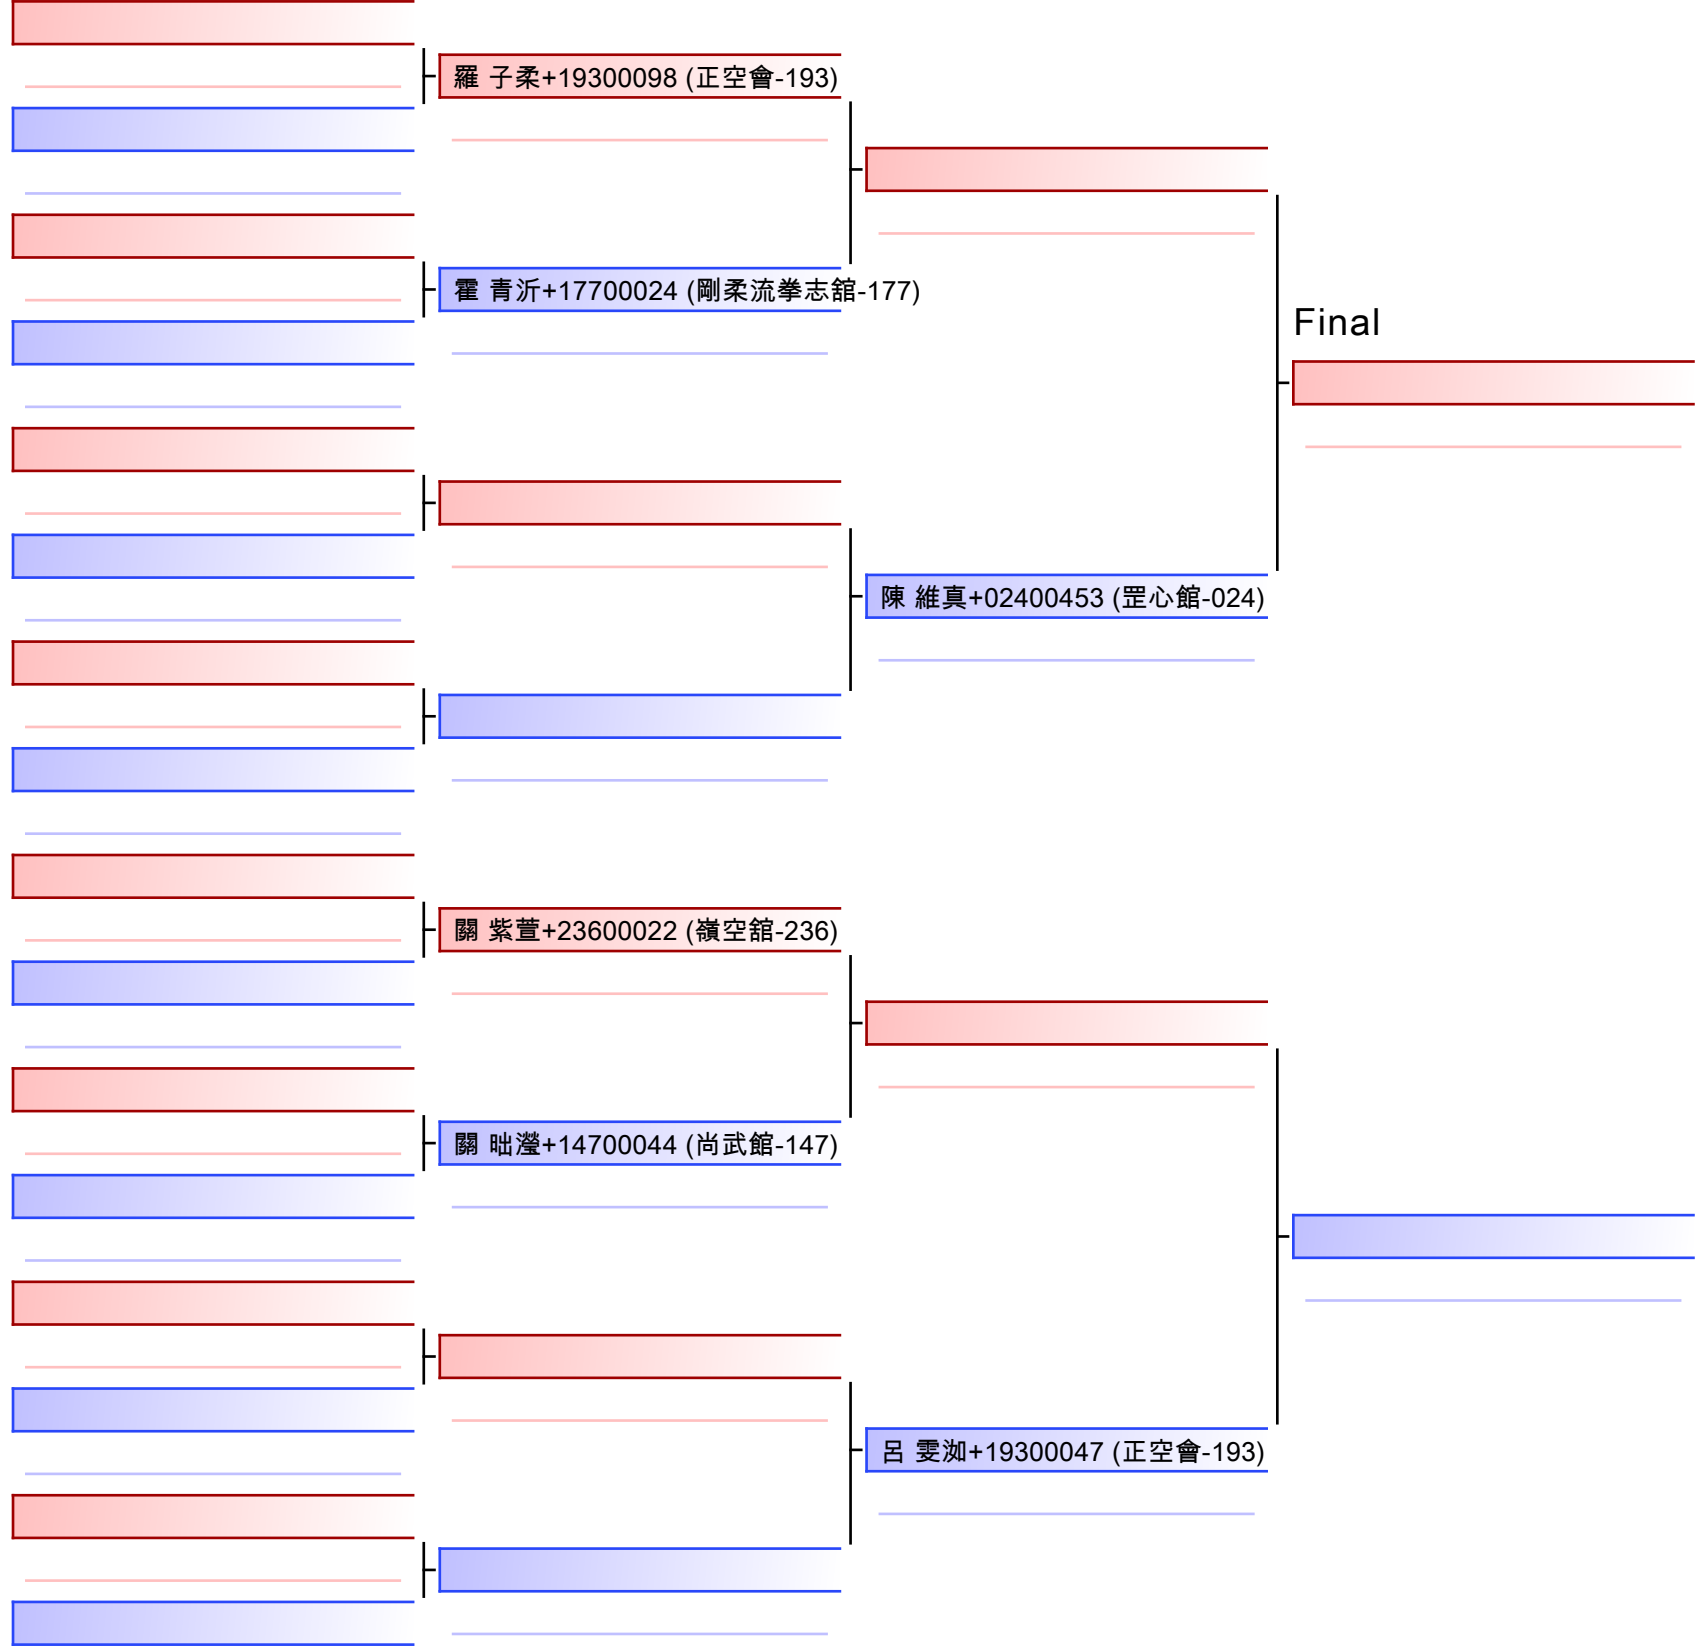 羅 子柔+19300098 (正空會-193)
霍 青沂+17700024 (剛柔流拳志舘-177)
Final
陳 維真+02400453 (罡心館-024)
關 紫萱+23600022 (嶺空舘-236)
關 昢瀅+14700044 (尚武館-147)
呂 雯洳+19300047 (正空會-193)